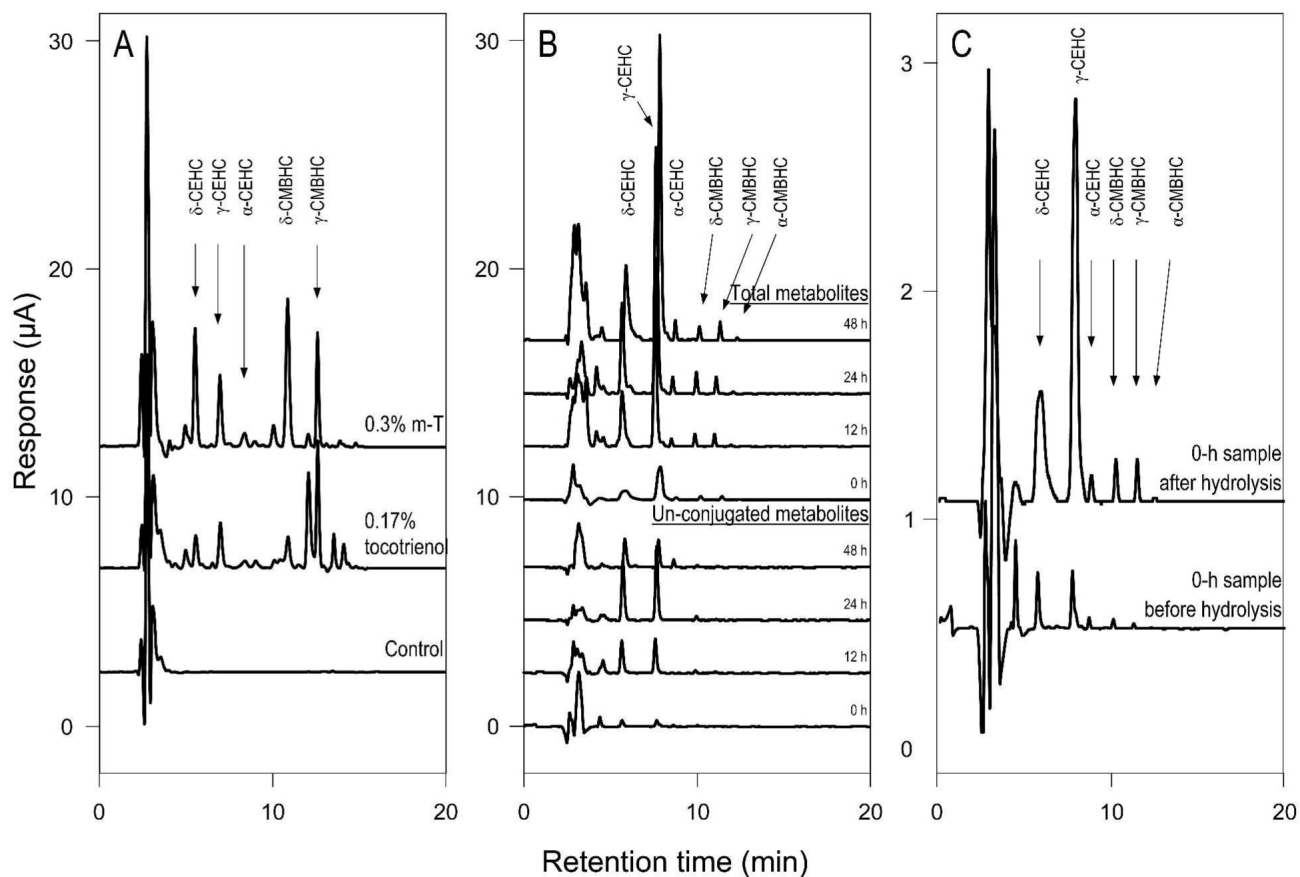 A
B
C
30
20
10
0
Response (µA)
δ-CEHC
γ-CEHC
α-CEHC
δ-CMBHC
γ-CMBHC
0.3% m-T
0.17%
tocotrienol
Control
0
10
20
30
20
10
0
γ-CEHC
δ-CEHC
α-CEHC
δ-CMBHC
γ-CMBHC
α-CMBHC
Total metabolites
48 h
24 h
12 h
0 h
Un-conjugated metabolites
48 h
24 h
12 h
0 h
0
10
20
3
2
1
0
γ-CEHC
δ-CEHC
α-CEHC
δ-CMBHC
γ-CMBHC
α-CMBHC
0-h sample
after hydrolysis
0-h sample
before hydrolysis
0
10
20
Retention time (min)